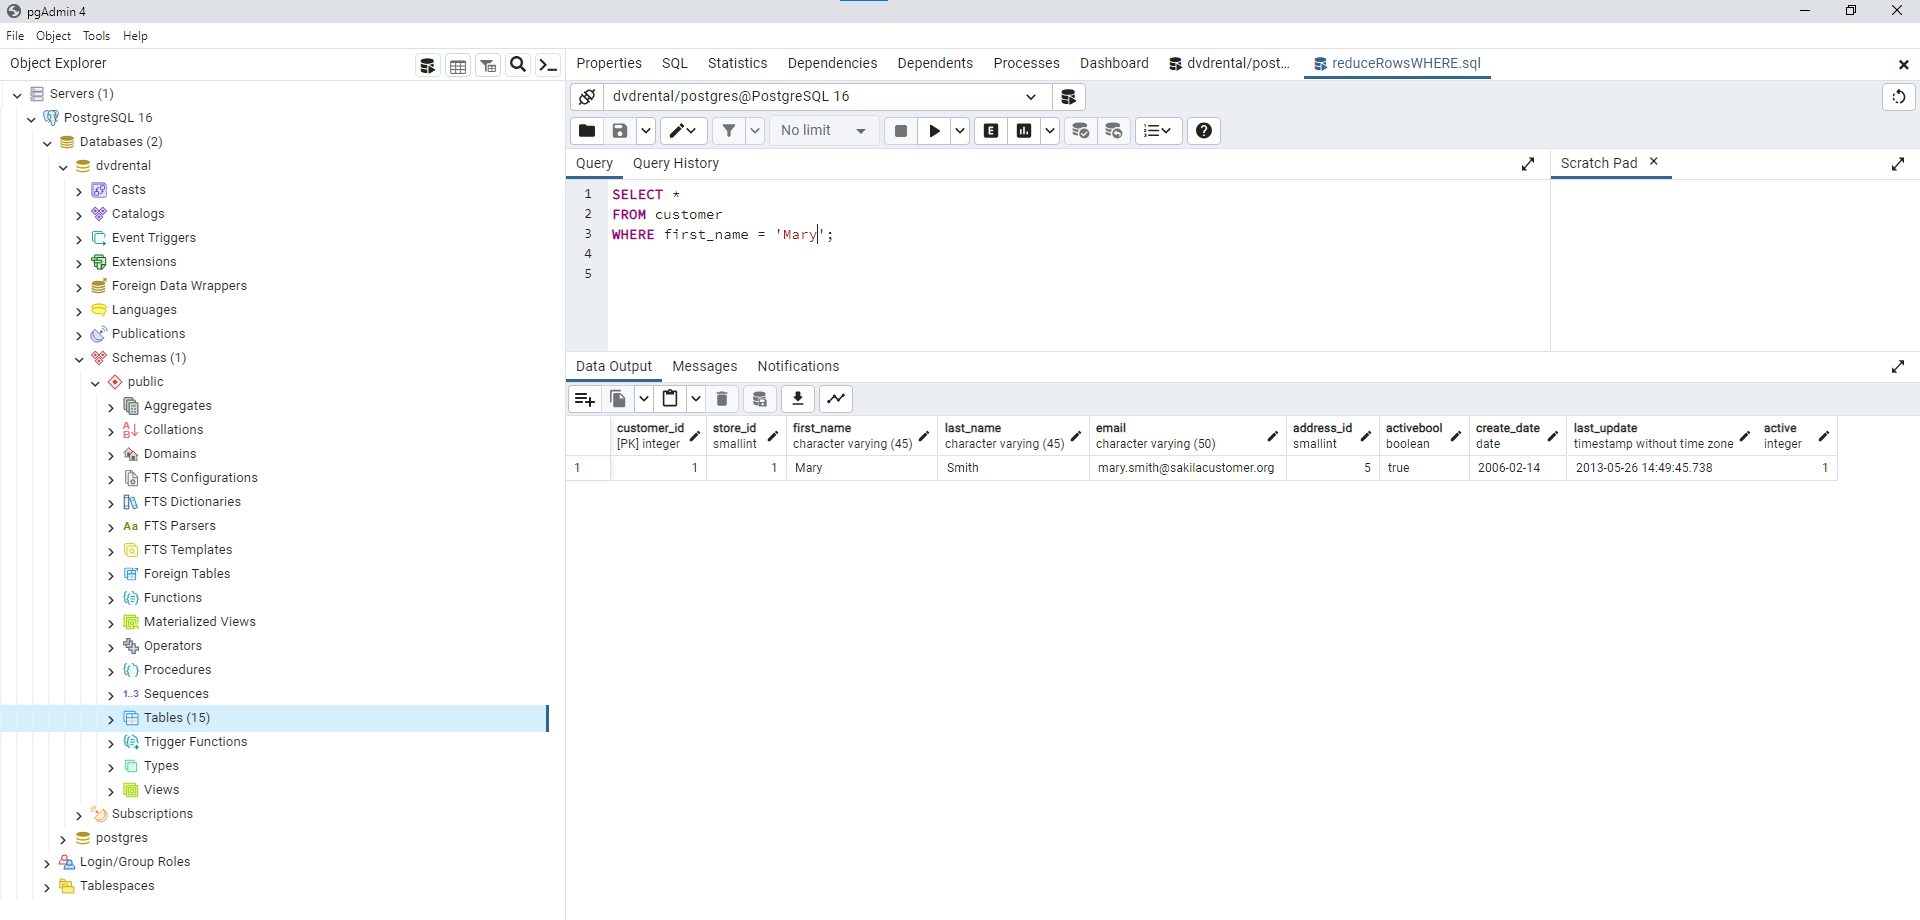 pgAdmin 4
File Object Tools Help
Object Explorer
Properties SQL Statistics Dependencies Dependents Processes Dashboard dvdrental/post... reduceRowsWHERE.sql
Servers (1)
PostgreSQL 16
Databases (2)
dvdrental
Casts
Catalogs
Event Triggers
Extensions
Foreign Data Wrappers
Languages
Publications
Schemas (1)
public
Aggregates
Collations
Domains
FTS Configurations
FTS Dictionaries
Aa FTS Parsers
FTS Templates
Foreign Tables
Functions
Materialized Views
Operators
Procedures
1..3 Sequences
Tables (15)
Trigger Functions
Types
Views
Subscriptions
postgres
Login/Group Roles
Tablespaces
dvdrental/postgres@PostgreSQL 16
No limit E
Query Query History
Scratch Pad
1 SELECT *
2 FROM customer
3 WHERE first_name = 'Mary';
4
5
Data Output Messages Notifications
customer_id store_id first_name last_name email address_id activebool create_date last_update active
[PK] integer smallint character varying (45) character varying (45) character varying (50) smallint boolean date timestamp without time zone integer
1 1 1 Mary Smith mary.smith@sakilacustomer.org 5 true 2006-02-14 2013-05-26 14:49:45.738 1